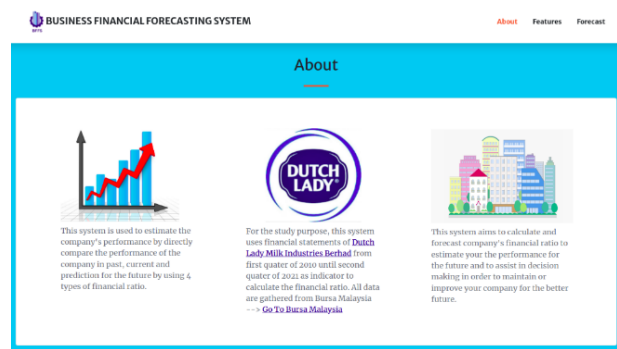 BFFS
BUSINESS FINANCIAL FORECASTING SYSTEM
About Features Forecast
About
This system is used to estimate the
company's performance by directly
compare the performance of the
company in past, current and
prediction for the future by using 4
types of financial ratio.
DUTCH
LADY
For the study purpose, this system
uses financial statements of Dutch
Lady Milk Industries Berhad from
first quater of 2010 until second
quater of 2021 as indicator to
calculate the financial ratio. All data
are gathered from Bursa Malaysia
--> Go To Bursa Malaysia
This system aims to calculate and
forecast company's financial ratio to
estimate your the performance for
the future and to assist in decision
making in order to maintain or
improve your company for the better
future.